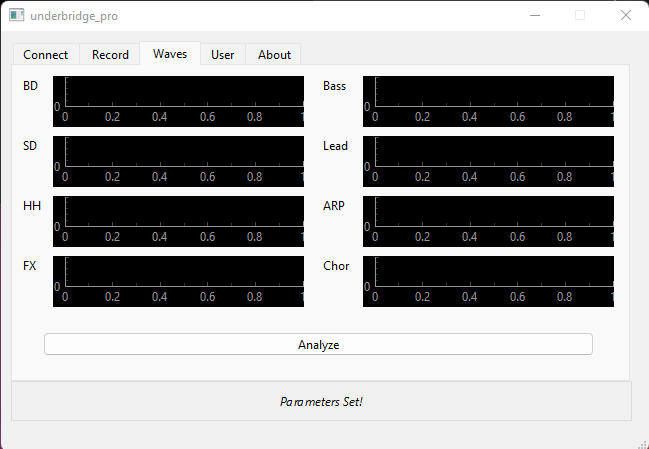 underbridge_pro
Connect Record Waves User About
BD 0 0 0.2 0.4 0.6 0.8 1
Bass 0 0 0.2 0.4 0.6 0.8 1
SD 0 0 0.2 0.4 0.6 0.8 1
Lead 0 0 0.2 0.4 0.6 0.8 1
HH 0 0 0.2 0.4 0.6 0.8 1
ARP 0 0 0.2 0.4 0.6 0.8 1
FX 0 0 0.2 0.4 0.6 0.8 1
Chor 0 0 0.2 0.4 0.6 0.8 1
Analyze
Parameters Set!